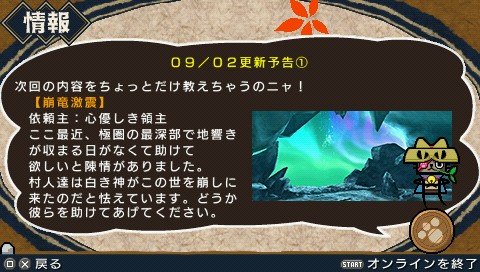 情報
09／02更新予告①
次回の内容をちょっとだけ教えちゃうのニャ！
【崩竜激震】
依頼主：心優しき領主
ここ最近、極圏の最深部で地響き
が収まる日がなくて助けて
欲しいと陳情がありました。
村人達は白き神がこの世を崩しに
来たのだと怯えています。どうか
彼らを助けてあげてください。
戻る
START オンラインを終了